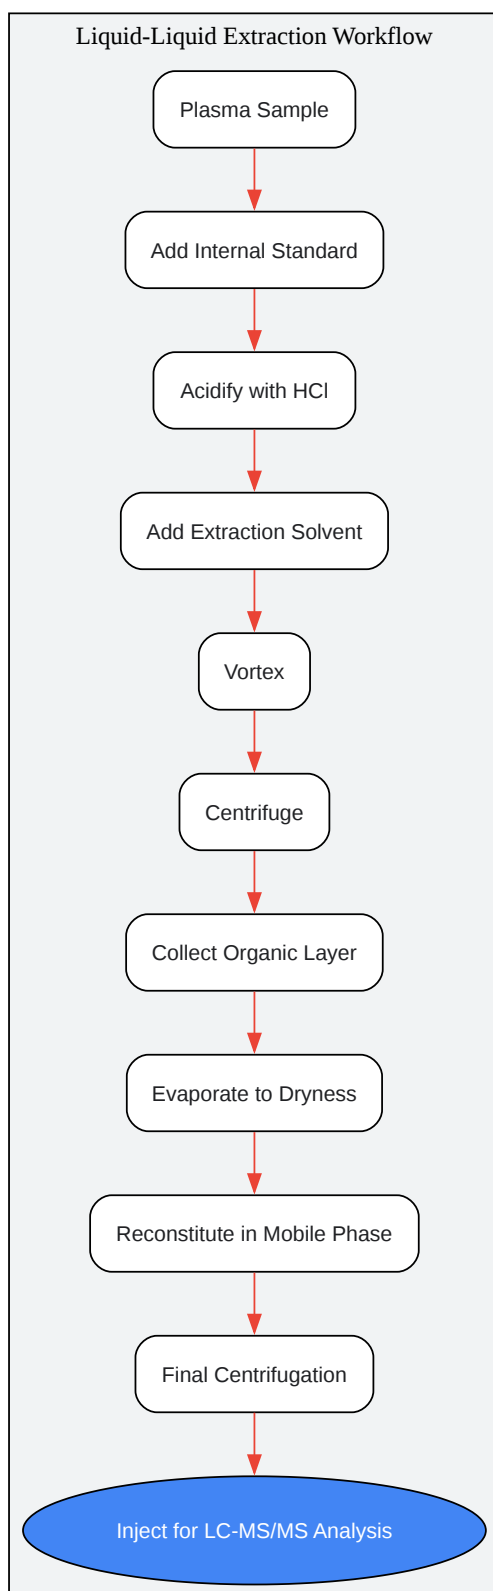 Liquid-Liquid Extraction Workflow
Plasma Sample
Add Internal Standard
Acidify with HCl
Add Extraction Solvent
Vortex
Centrifuge
Collect Organic Layer
Evaporate to Dryness
Reconstitute in Mobile Phase
Final Centrifugation
Inject for LC-MS/MS Analysis